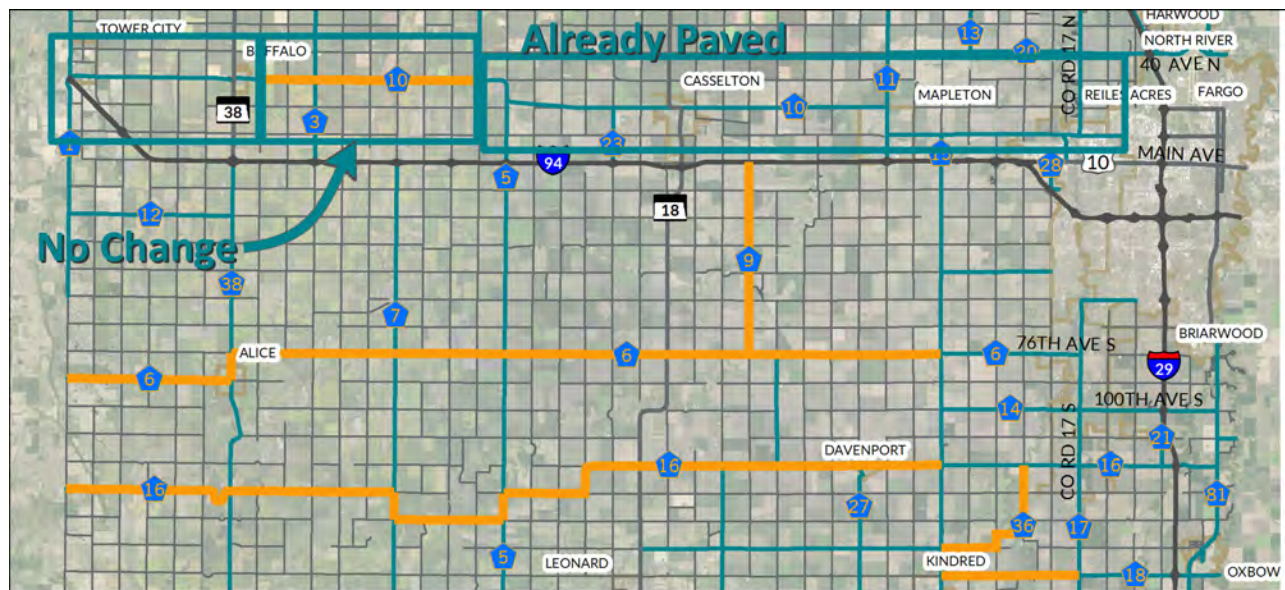 TOWER CITY
BUFFALO
Already Paved
13
20
CO RD 17 N
HARWOOD
NORTH RIVER
40 AVE N
10
38
3
CASSELTON
10
11
MAPLETON
REILES ACRES
FARGO
1
23
5
94
15
28
10
MAIN AVE
12
18
No Change
38
9
7
ALICE
6
6
6
76TH AVE S
BRIARWOOD
29
14
100TH AVE S
21
DAVENPORT
16
16
16
CO RD 17 S
27
36
17
81
5
LEONARD
KINDRED
18
OXBOW